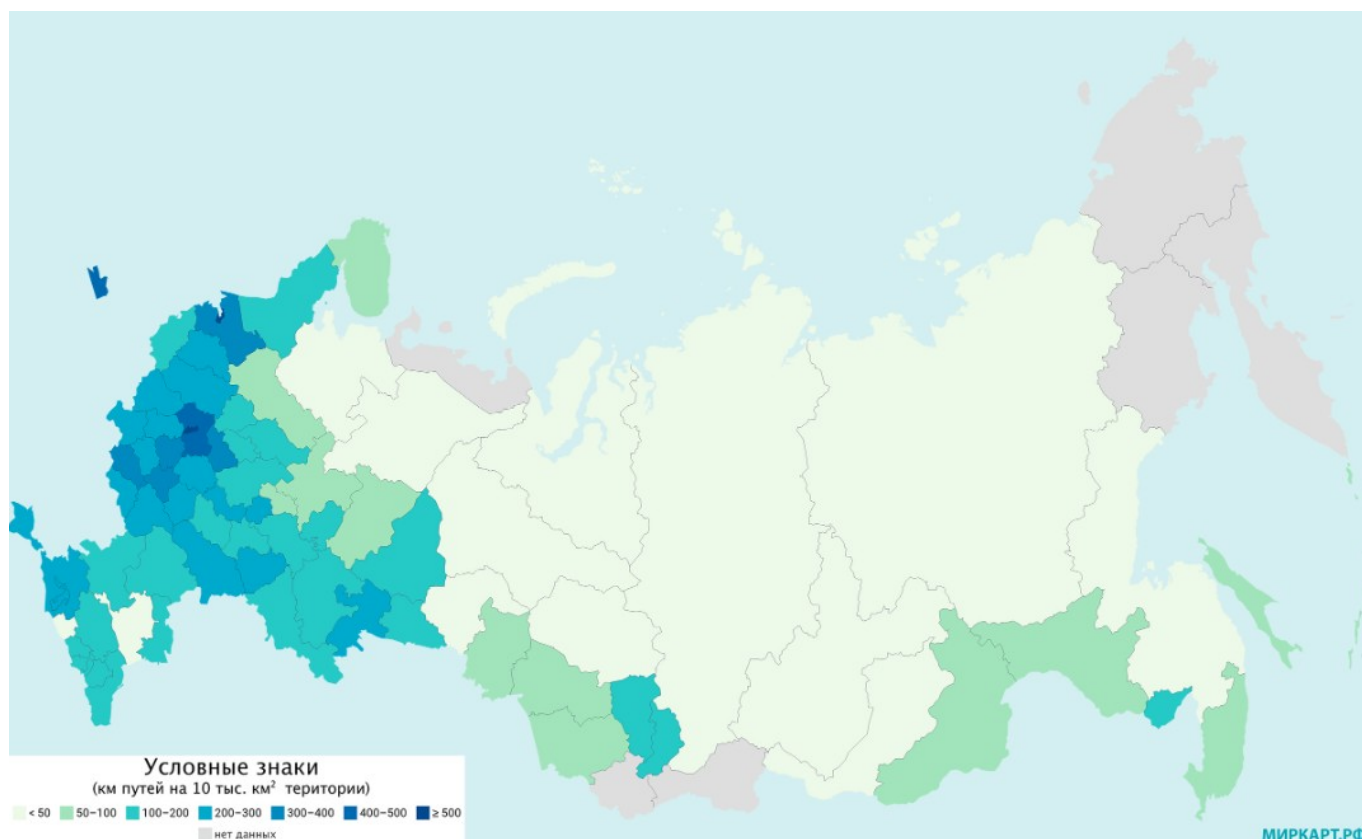 Условные знаки
(км путей на 10 тыс. км² територии)
< 50 50–100 100–200 200–300 300–400 400–500 ≥ 500
нет данных
МИРКАРТ.РФ